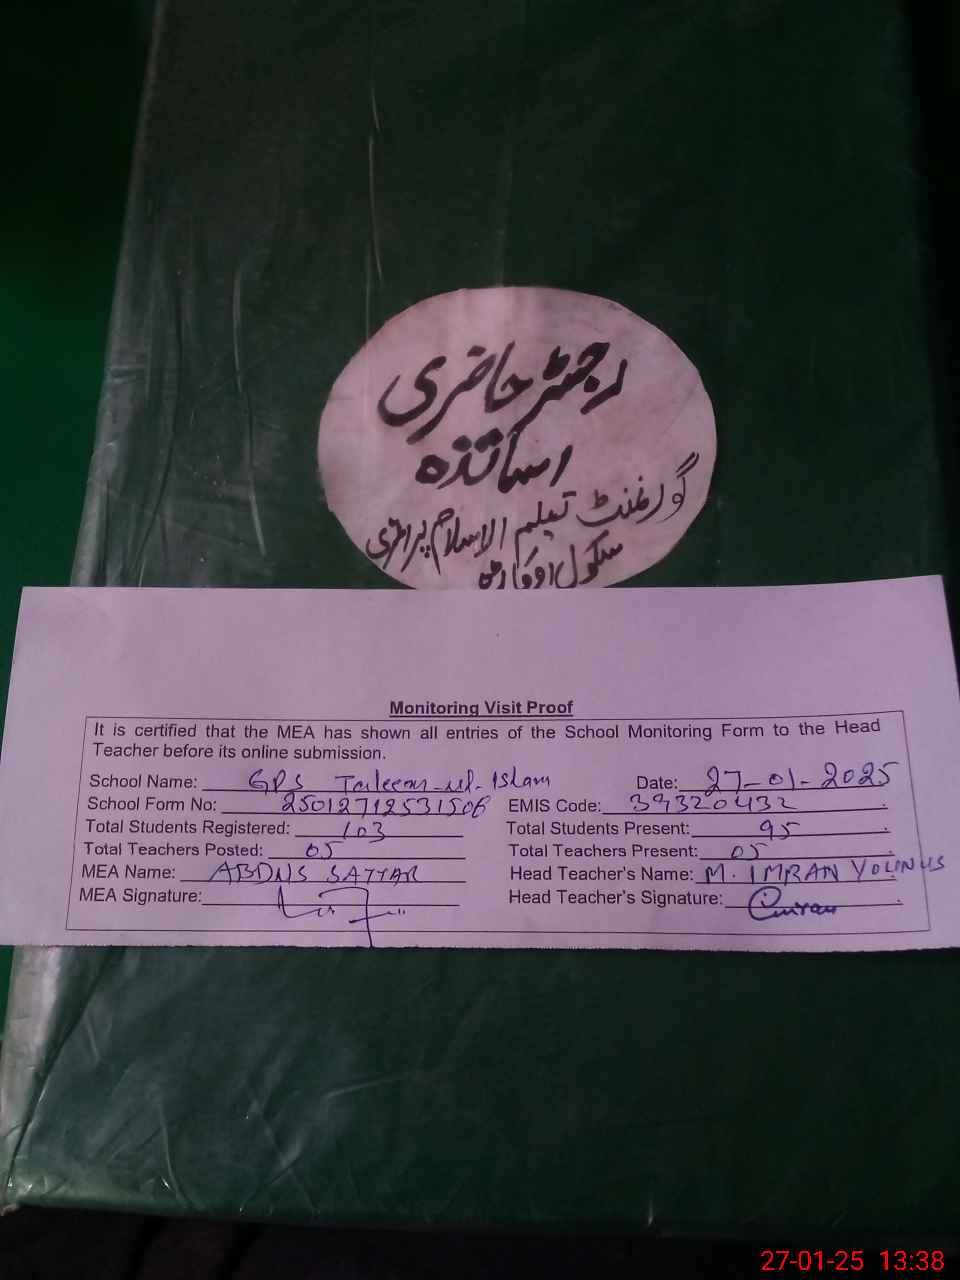 رجسٹر حاضری
اساتذہ
گورنمنٹ تعلیم الاسلام پرائمری
سکول اوکاڑہ
Monitoring Visit Proof
It is certified that the MEA has shown all entries of the School Monitoring Form to the Head
Teacher before its online submission.
School Name: GPS Taleem-ul-Islam Date: 27-01-2025
School Form No: 25012712531506 EMIS Code: 39320432
Total Students Registered: 103 Total Students Present: 95
Total Teachers Posted: 05 Total Teachers Present: 05
MEA Name: SATTAR Head Teacher's Name: M. IMRAN YOUNUS
MEA Signature: Head Teacher's Signature: Imran
27-01-25 13:38